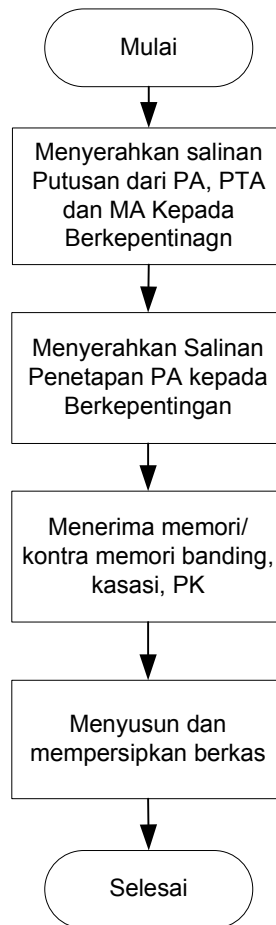 Mulai
Menyerahkan salinan
Putusan dari PA, PTA
dan MA Kepada
Berkepentinagn
Menyerahkan Salinan
Penetapan PA kepada
Berkepentingan
Menerima memori/
kontra memori banding,
kasasi, PK
Menyusun dan
mempersipkan berkas
Selesai